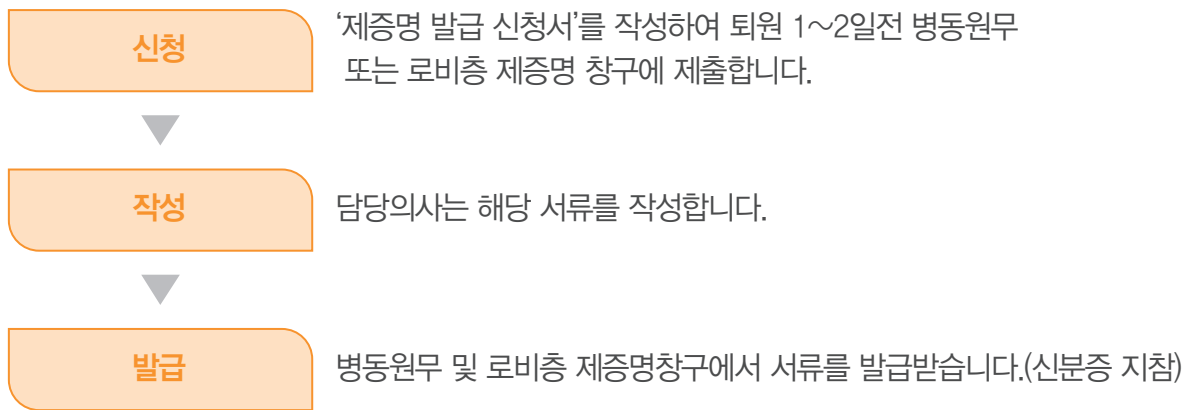 신청
‘제증명 발급 신청서’를 작성하여 퇴원 1~2일전 병동원무
또는 로비층 제증명 창구에 제출합니다.
작성
담당의사는 해당 서류를 작성합니다.
발급
병동원무 및 로비층 제증명창구에서 서류를 발급받습니다.(신분증 지참)